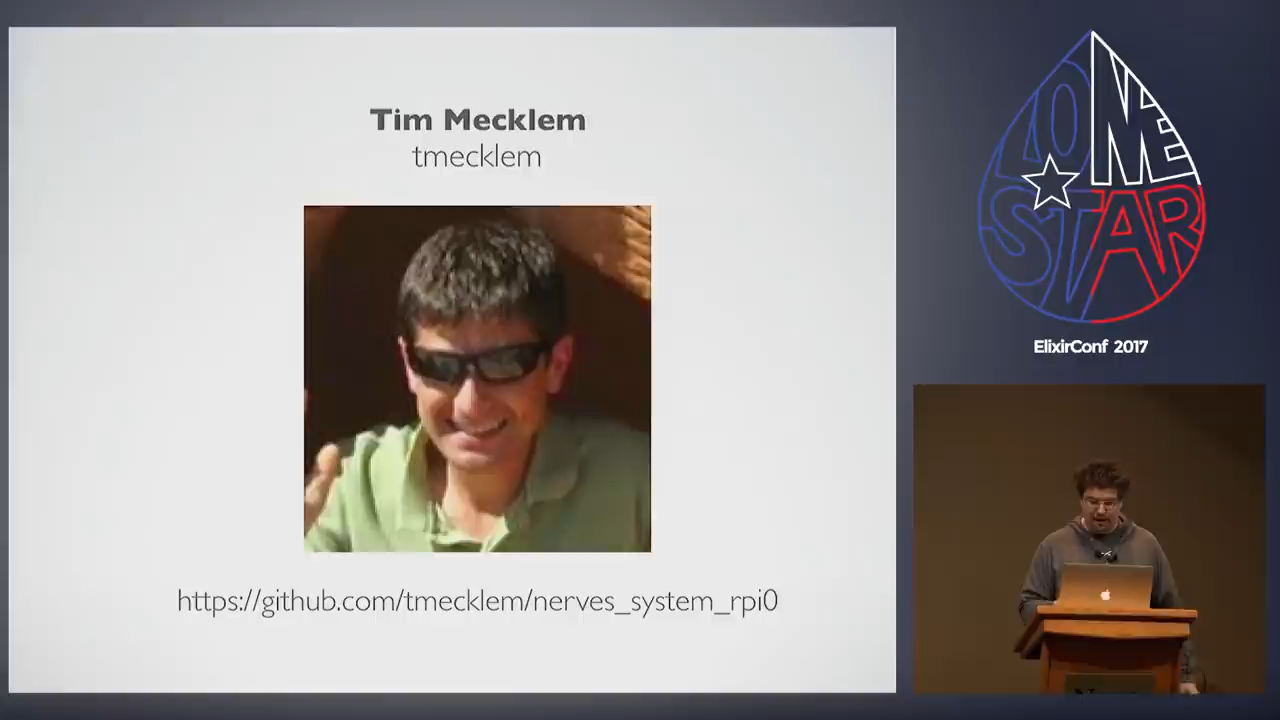 Tim Mecklem
tmecklem
https://github.com/tmecklem/nerves_system_rpi0
LONE
STAR
ElixirConf 2017